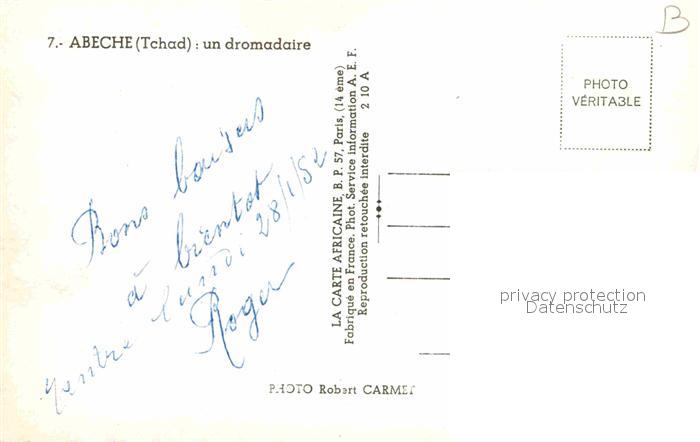 B
7.- ABECHE (Tchad) : un dromadaire
PHOTO
VÉRITABLE
Bons baisers
à bientot
rentre lundi 28/1/52
Roger
LA CARTE AFRICAINE, B. P. 57, Paris, (14 ème)
Fabriqué en France. Phot. Service information A. E. F.
Reproduction retouchée interdite 2 10 A
privacy protection
Datenschutz
PHOTO Robert CARMET